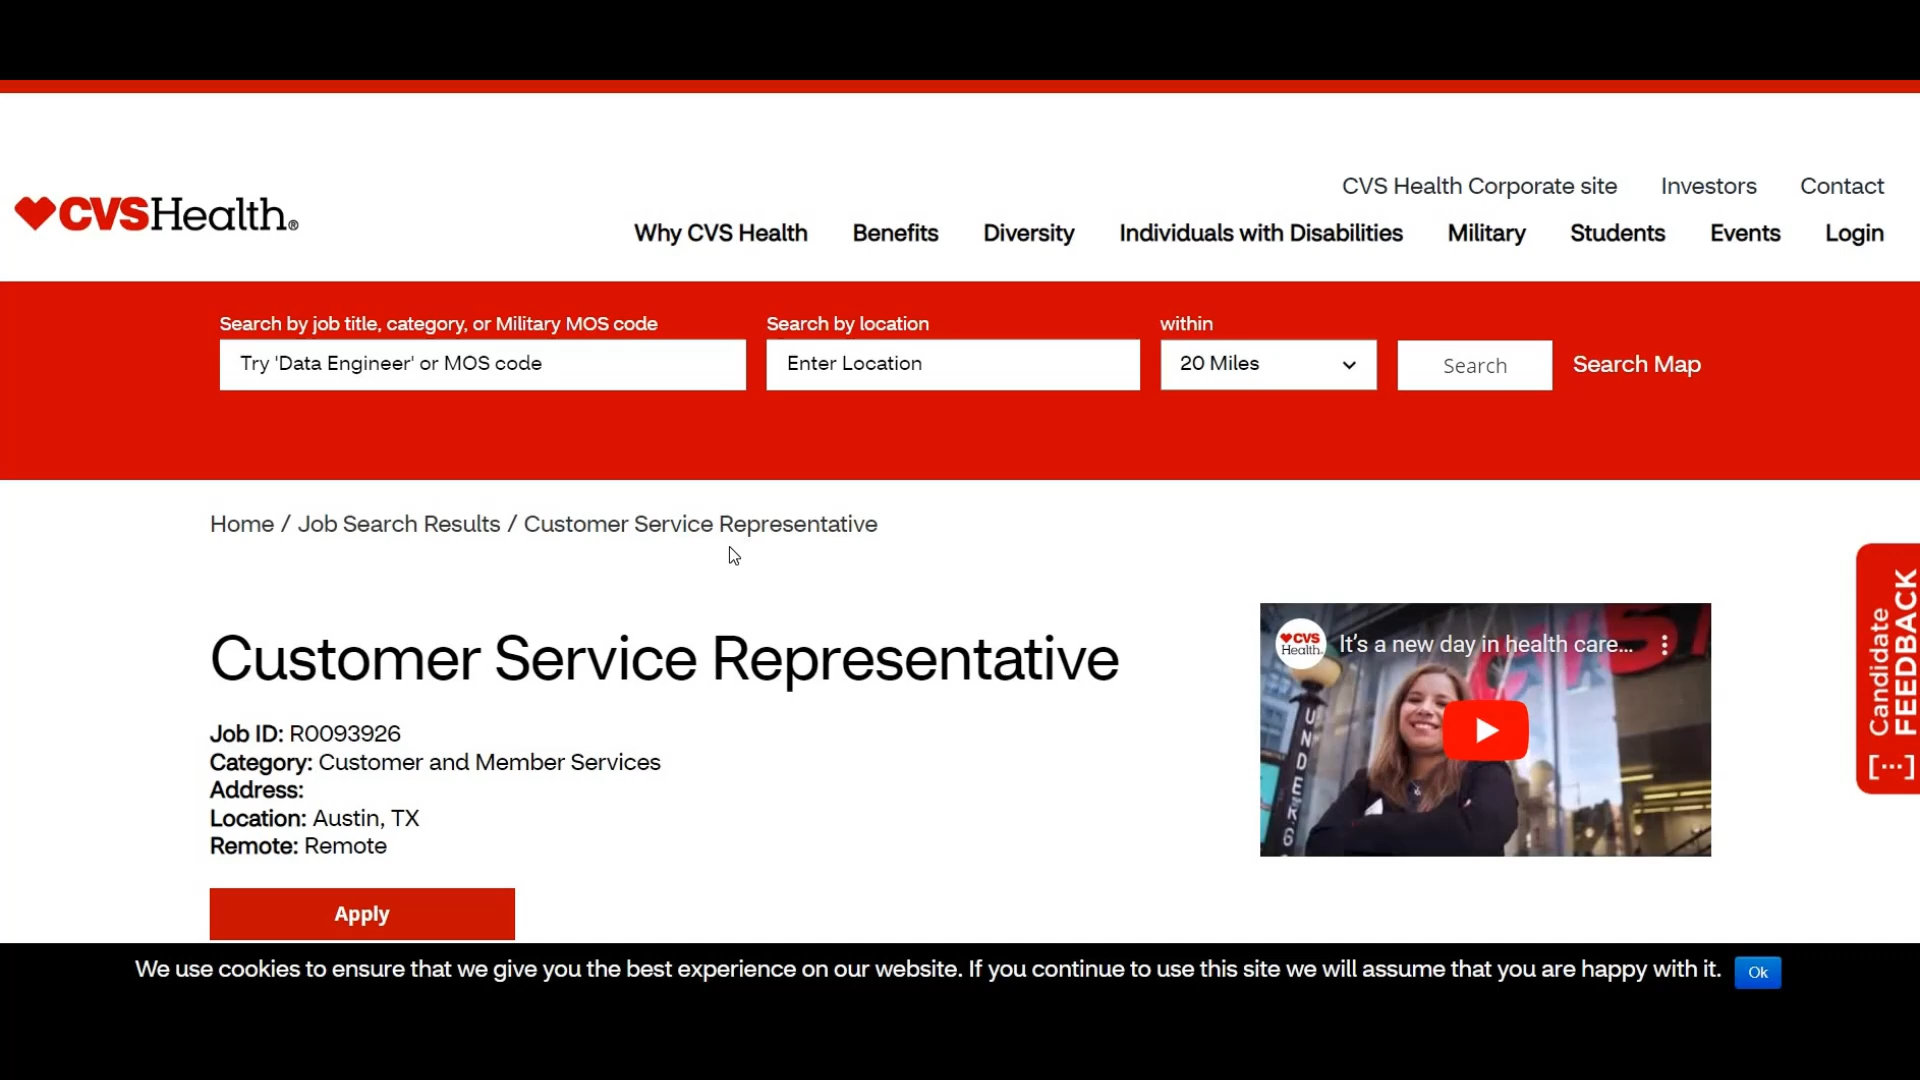 CVS Health Corporate site Investors Contact
CVSHealth®
Why CVS Health Benefits Diversity Individuals with Disabilities Military Students Events Login
Search by job title, category, or Military MOS code Search by location within
Try 'Data Engineer' or MOS code Enter Location 20 Miles Search Search Map
Home / Job Search Results / Customer Service Representative
Customer Service Representative
Job ID: R0093926
Category: Customer and Member Services
Address:
Location: Austin, TX
Remote: Remote
Apply
CVS
Health.
It's a new day in health care...
CVS
UNDER
Candidate
FEEDBACK
[...]
We use cookies to ensure that we give you the best experience on our website. If you continue to use this site we will assume that you are happy with it. Ok